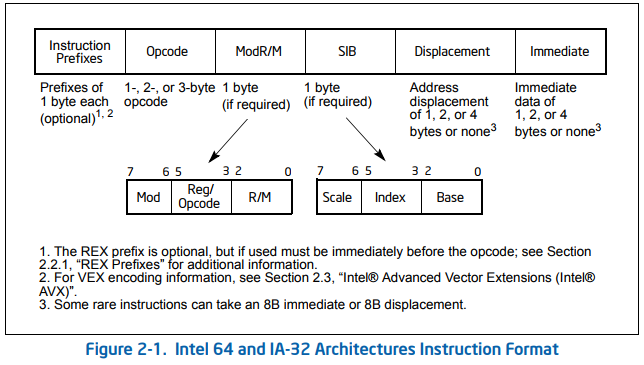 Instruction Prefixes
Opcode
ModR/M
SIB
Displacement
Immediate
Prefixes of
1 byte each
(optional)1, 2
1-, 2-, or 3-byte
opcode
1 byte
(if required)
1 byte
(if required)
Address
displacement
of 1, 2, or 4
bytes or none3
Immediate
data of
1, 2, or 4
bytes or none3
7 6 5 3 2 0
Mod
Reg/
Opcode
R/M
7 6 5 3 2 0
Scale
Index
Base
1. The REX prefix is optional, but if used must be immediately before the opcode; see Section
2.2.1, “REX Prefixes” for additional information.
2. For VEX encoding information, see Section 2.3, “Intel® Advanced Vector Extensions (Intel®
AVX)”.
3. Some rare instructions can take an 8B immediate or 8B displacement.
Figure 2-1. Intel 64 and IA-32 Architectures Instruction Format